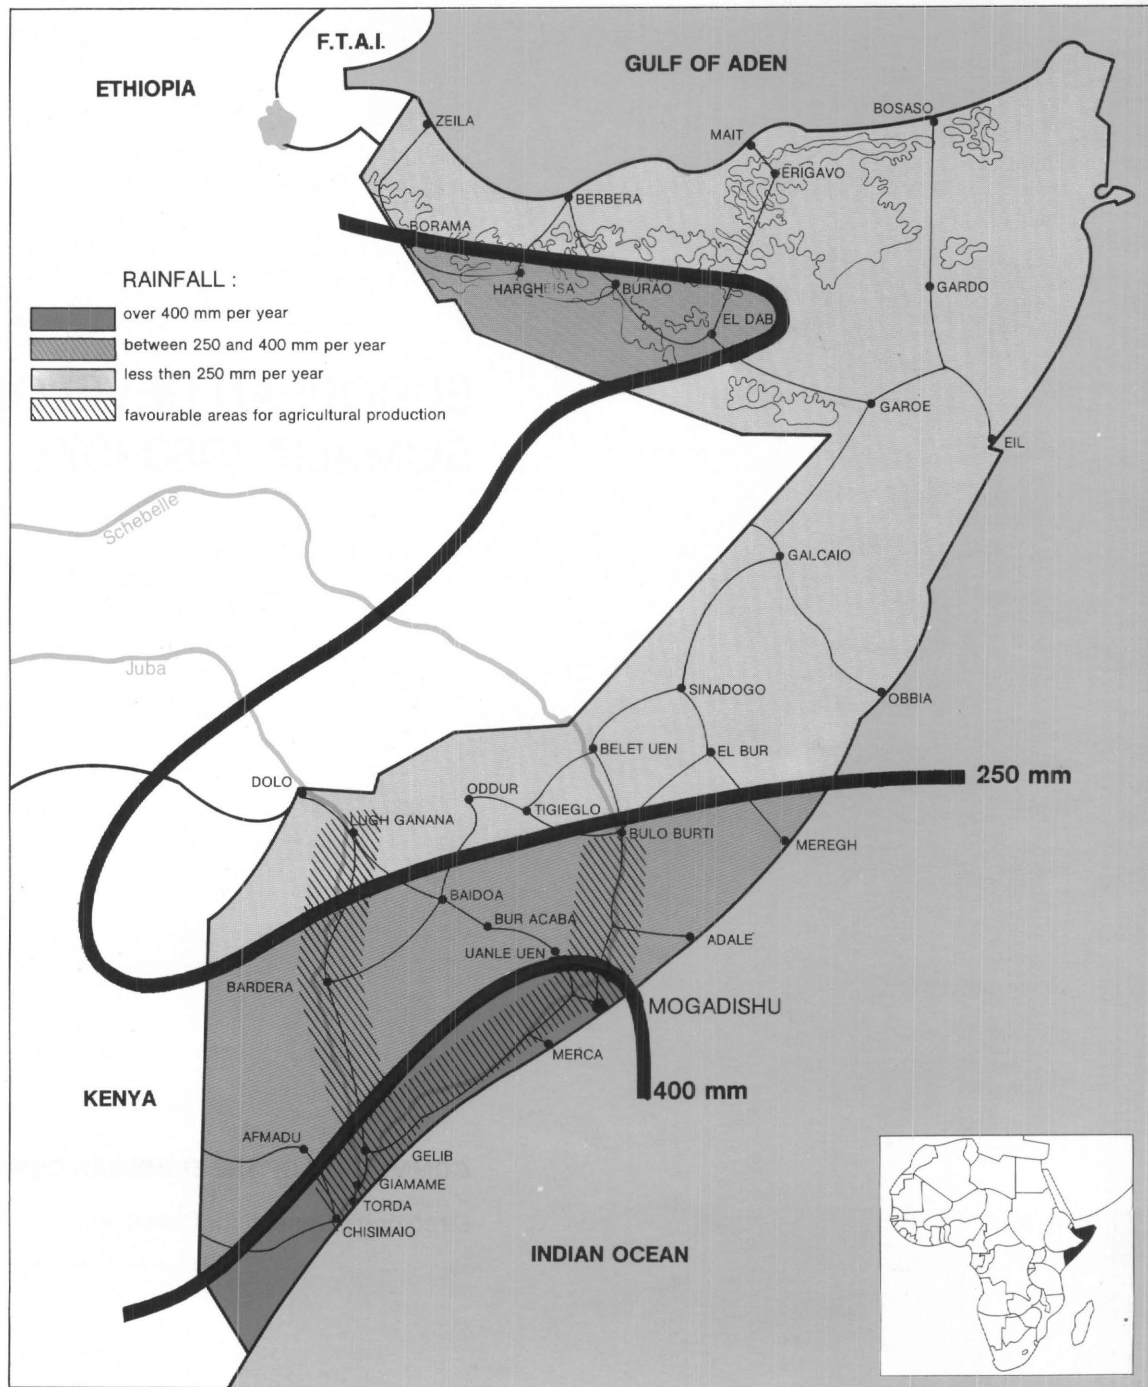 F.T.A.I.
ETHIOPIA
GULF OF ADEN
BOSASO
ZEILA
MAIT
ERIGAVO
BERBERA
BORAMA
RAINFALL :
HARGHEISA
BURAO
GARDO
over 400 mm per year
EL DAB
between 250 and 400 mm per year
less then 250 mm per year
favourable areas for agricultural production
GAROE
EIL
Schebelle
GALCAIO
Juba
SINADOGO
OBBIA
BELET UEN
EL BUR
DOLO
250 mm
ODDUR
TIGIEGLO
LUGH GANANA
BULO BURTI
MEREGH
BAIDOA
BUR ACABA
ADALE
UANLE UEN
BARDERA
MOGADISHU
MERCA
400 mm
KENYA
AFMADU
GELIB
GIAMAME
TORDA
CHISIMAIO
INDIAN OCEAN